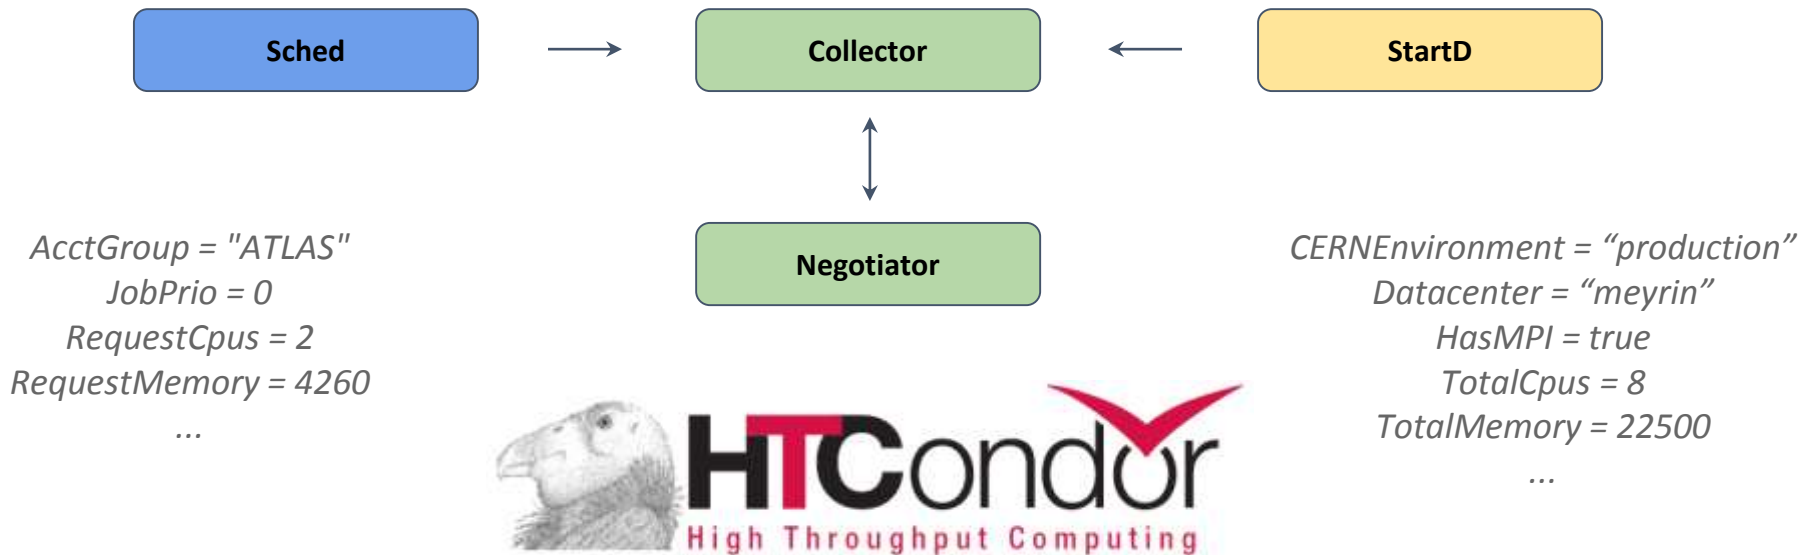 Sched
Collector
StartD
Negotiator
AcctGroup = "ATLAS"
JobPrio = 0
RequestCpus = 2
RequestMemory = 4260
...
CERNEnvironment = “production”
Datacenter = “meyrin”
HasMPI = true
TotalCpus = 8
TotalMemory = 22500
...
HTCondor
High Throughput Computing